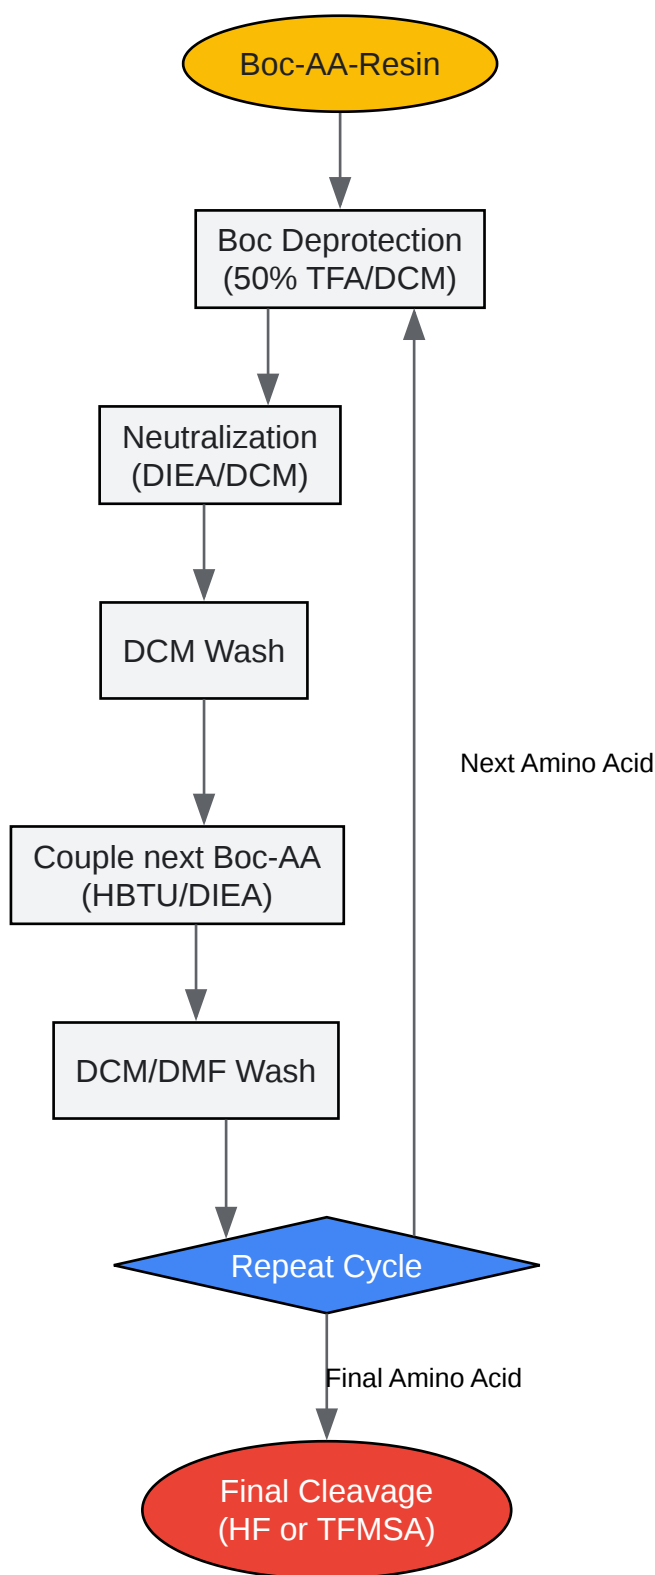 Boc-AA-Resin
Boc Deprotection
(50% TFA/DCM)
Neutralization
(DIEA/DCM)
DCM Wash
Next Amino Acid
Couple next Boc-AA
(HBTU/DIEA)
DCM/DMF Wash
Repeat Cycle
Final Amino Acid
Final Cleavage
(HF or TFMSA)